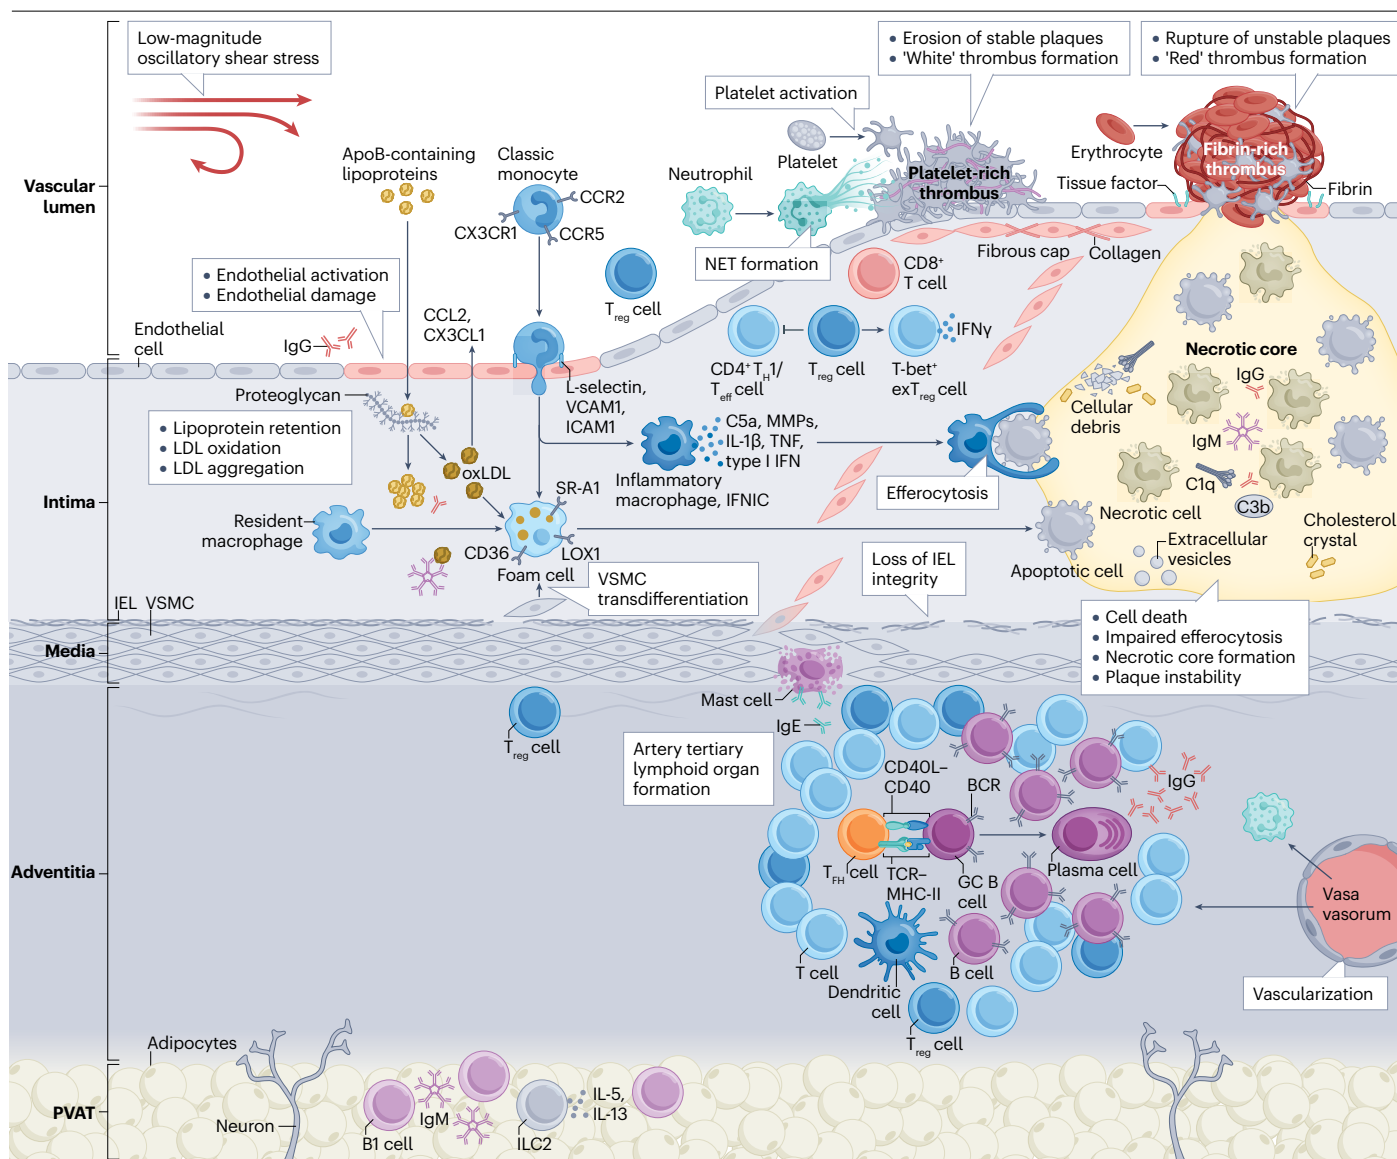 Low-magnitude
oscillatory shear stress
• Erosion of stable plaques
• 'White' thrombus formation
• Rupture of unstable plaques
• 'Red' thrombus formation
Platelet activation
Vascular
lumen
ApoB-containing
lipoproteins
Classic
monocyte
CCR2
CX3CR1
CCR5
Neutrophil
Platelet
Platelet-rich
thrombus
Erythrocyte
Fibrin-rich
thrombus
Tissue factor
Fibrin
NET formation
Fibrous cap
Collagen
CD8⁺
T cell
Treg cell
• Endothelial activation
• Endothelial damage
Endothelial
cell
IgG
CCL2,
CX3CL1
IFNγ
CD4⁺ TH1/
Teff cell
Treg cell
T-bet⁺
exTreg cell
Necrotic core
IgG
IgM
C1q
C3b
Cellular
debris
Necrotic cell
Cholesterol
crystal
Extracellular
vesicles
Apoptotic cell
Intima
Proteoglycan
• Lipoprotein retention
• LDL oxidation
• LDL aggregation
L-selectin,
VCAM1,
ICAM1
C5a, MMPs,
IL-1β, TNF,
type I IFN
Inflammatory
macrophage, IFNIC
Efferocytosis
oxLDL
SR-A1
Resident
macrophage
CD36
LOX1
Foam cell
VSMC
transdifferentiation
Loss of IEL
integrity
• Cell death
• Impaired efferocytosis
• Necrotic core formation
• Plaque instability
IEL
VSMC
Media
Mast cell
IgE
Treg cell
Artery tertiary
lymphoid organ
formation
Adventitia
CD40L–
CD40
BCR
IgG
TFH cell
TCR–
MHC-II
GC B
cell
Plasma cell
T cell
Dendritic
cell
B cell
Treg cell
Vasa
vasorum
Vascularization
Adipocytes
PVAT
Neuron
B1 cell
IgM
ILC2
IL-5,
IL-13